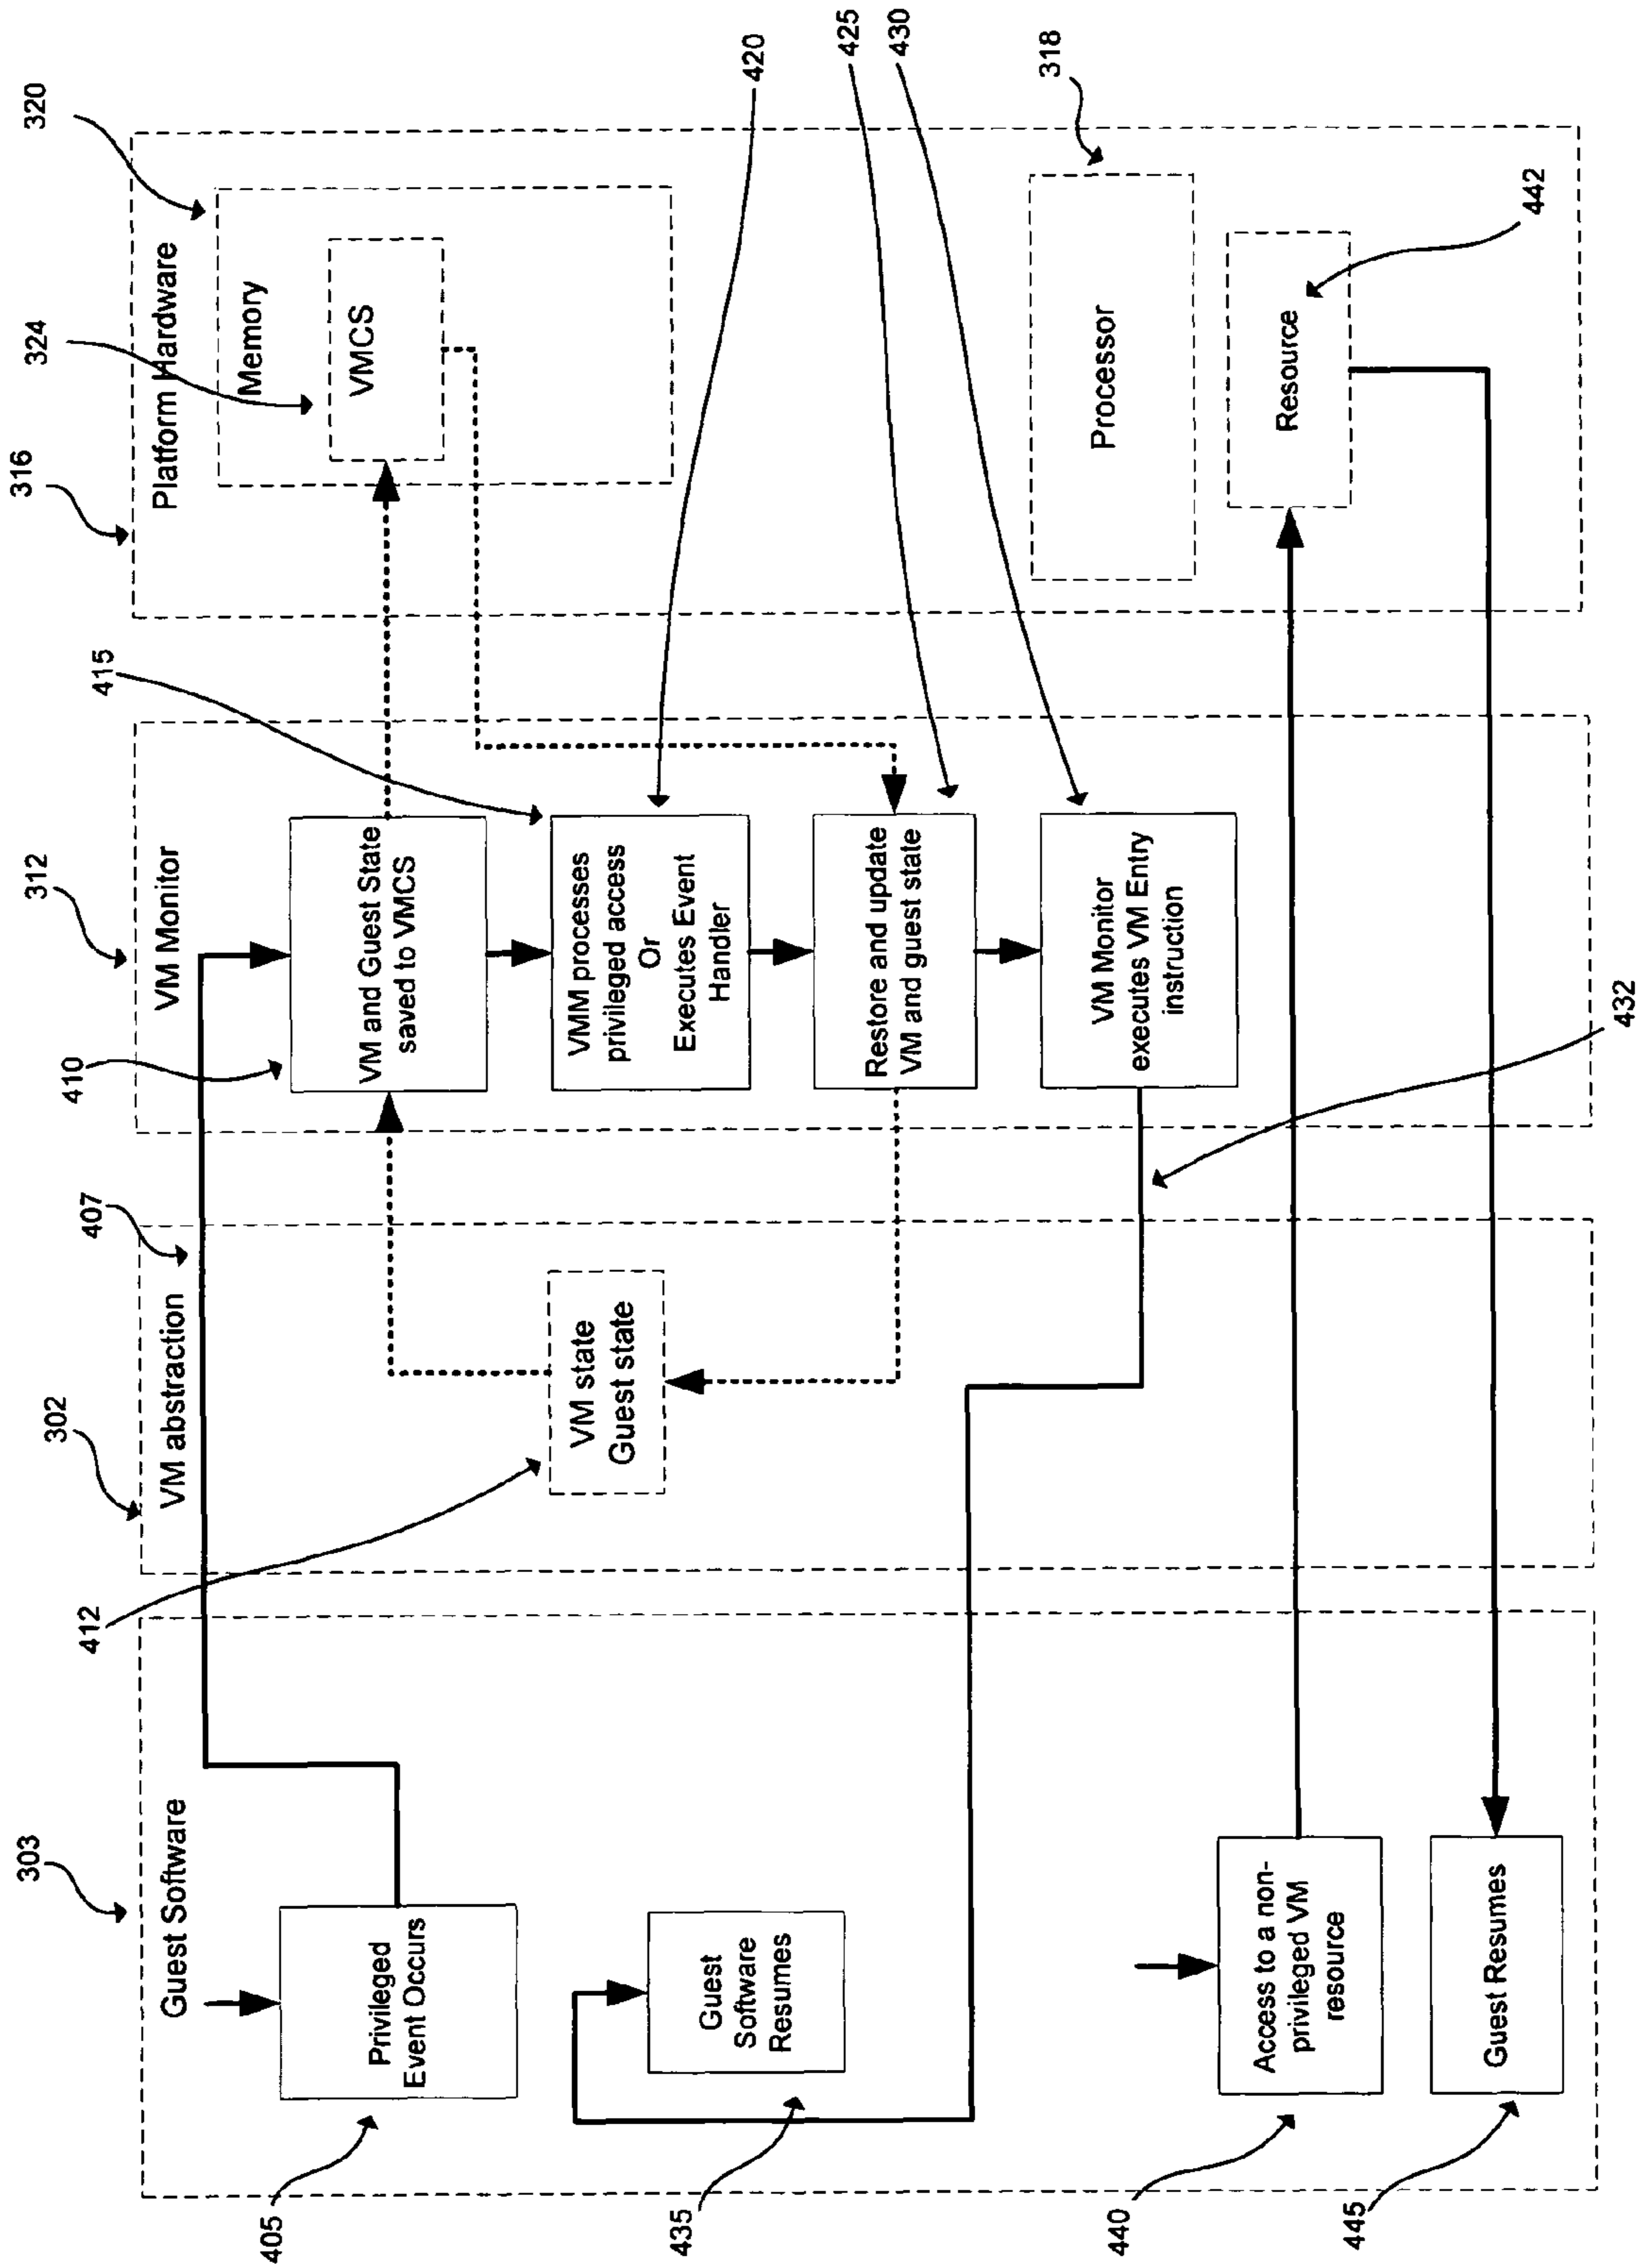 303
Guest Software
405
Privileged
Event Occurs
435
Guest
Software
Resumes
440
Access to a non-
privileged VM
resource
445
Guest Resumes
302
VM abstraction
407
412
VM state
Guest state
432
312
VM Monitor
410
VM and Guest State
saved to VMCS
415
VMM processes
privileged access
Or
Executes Event
Handler
420
Restore and update
VM and guest state
425
VM Monitor
executes VM Entry
instruction
430
316
Platform Hardware
320
Memory
324
VMCS
318
Processor
Resource
442